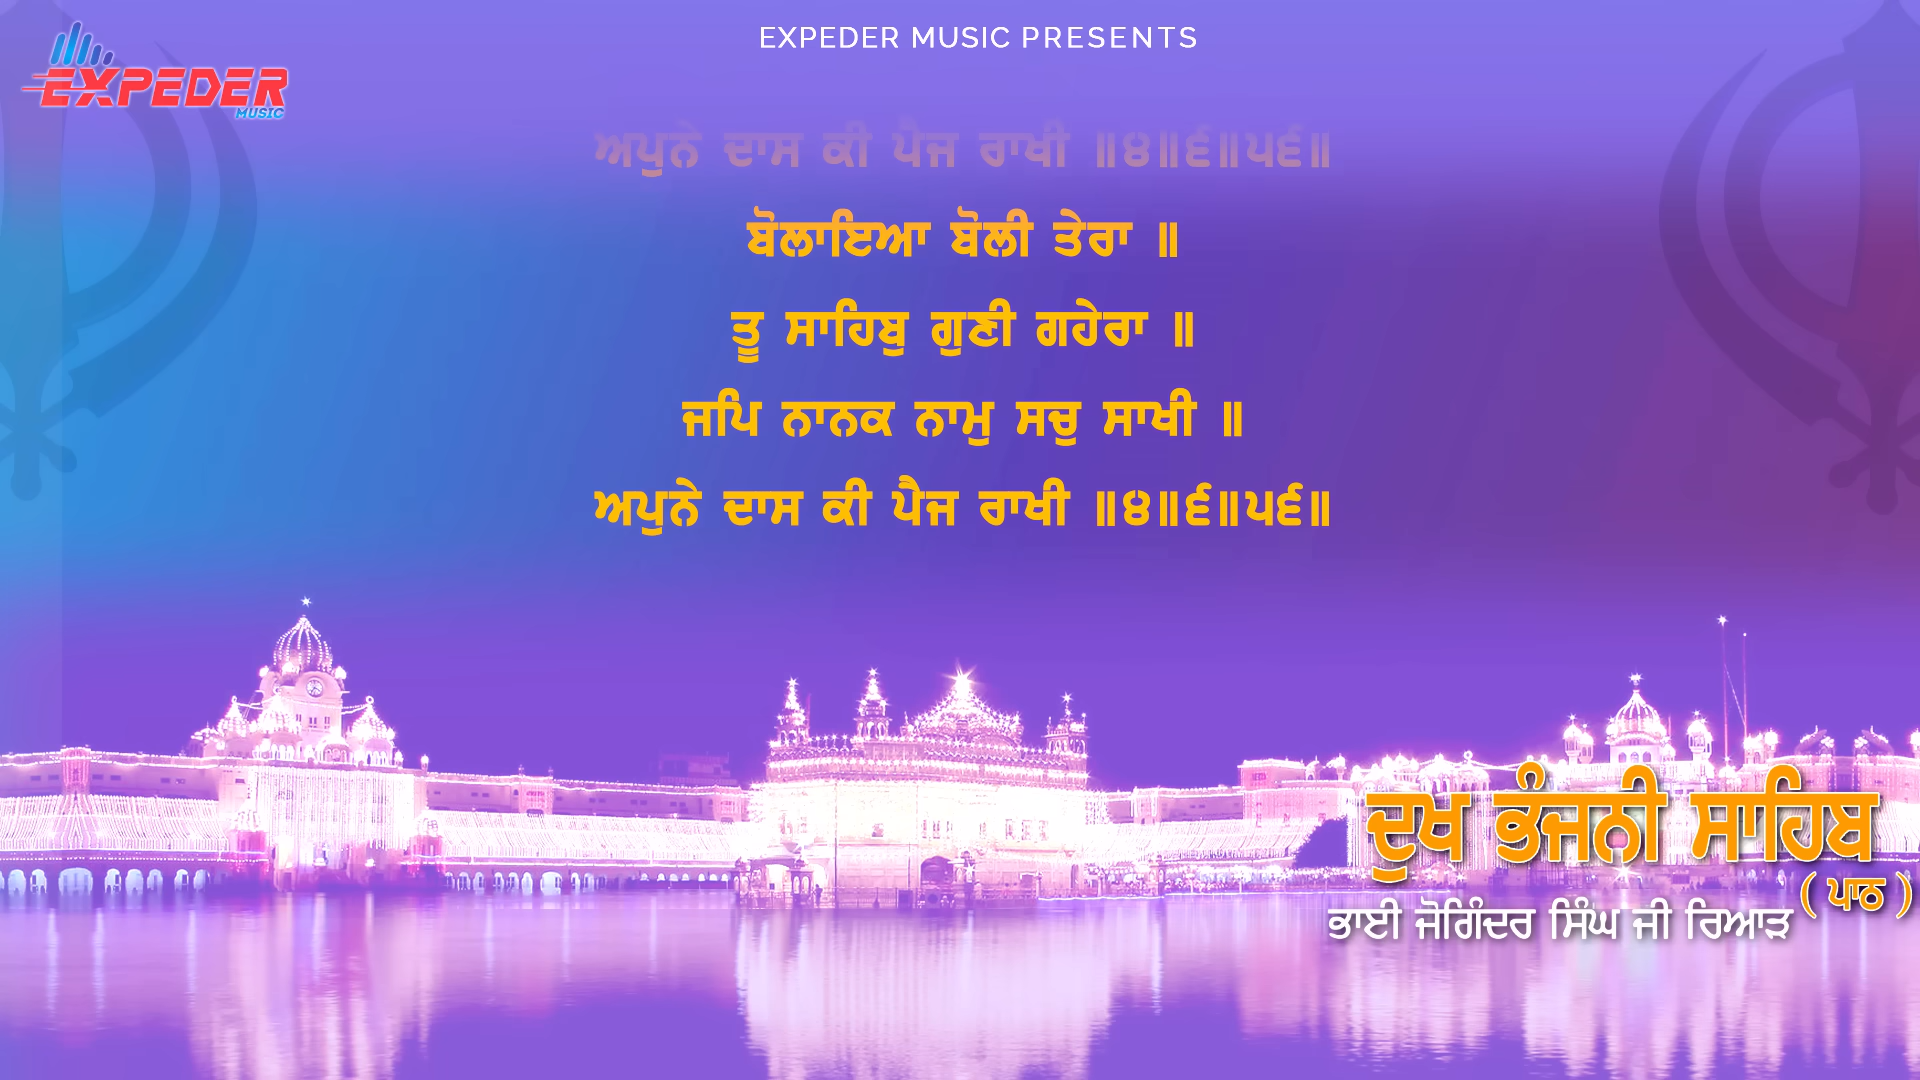 EXPEDER MUSIC PRESENTS
EXPEDER
MUSIC
ਅਪੁਨੇ ਦਾਸ ਕੀ ਪੈਜ ਰਾਖੀ ॥੪॥੬॥੫੬॥
ਬੋਲਾਇਆ ਬੋਲੀ ਤੇਰਾ ॥
ਤੂ ਸਾਹਿਬੁ ਗੁਣੀ ਗਹੇਰਾ ॥
ਜਪਿ ਨਾਨਕ ਨਾਮੁ ਸਚੁ ਸਾਖੀ ॥
ਅਪੁਨੇ ਦਾਸ ਕੀ ਪੈਜ ਰਾਖੀ ॥੪॥੬॥੫੬॥
ਦੁਖ ਭੰਜਨੀ ਸਾਹਿਬ
( ਪਾਠ )
ਭਾਈ ਜੋਗਿੰਦਰ ਸਿੰਘ ਜੀ ਰਿਆੜ